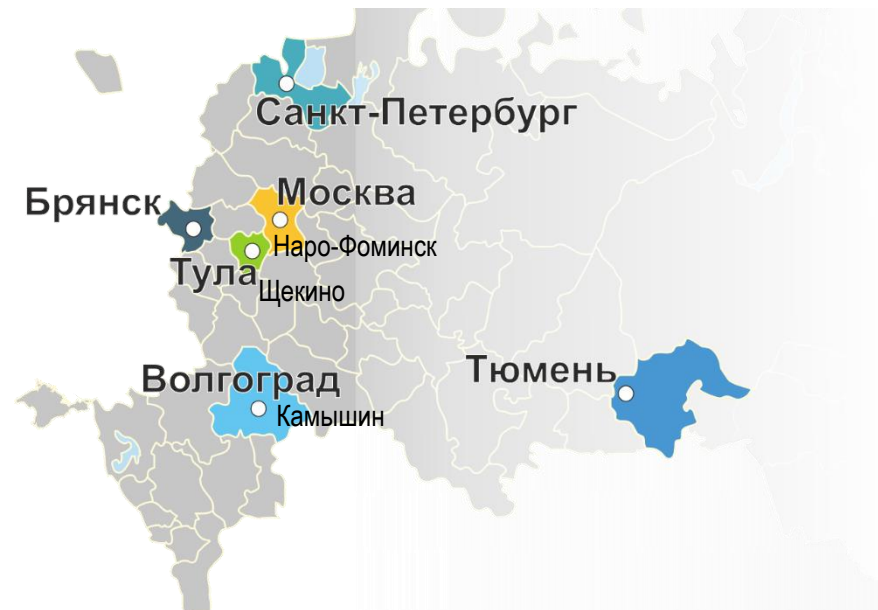 Санкт-Петербург
Москва
Брянск
Наро-Фоминск
Тула
Щекино
Тюмень
Волгоград
Камышин